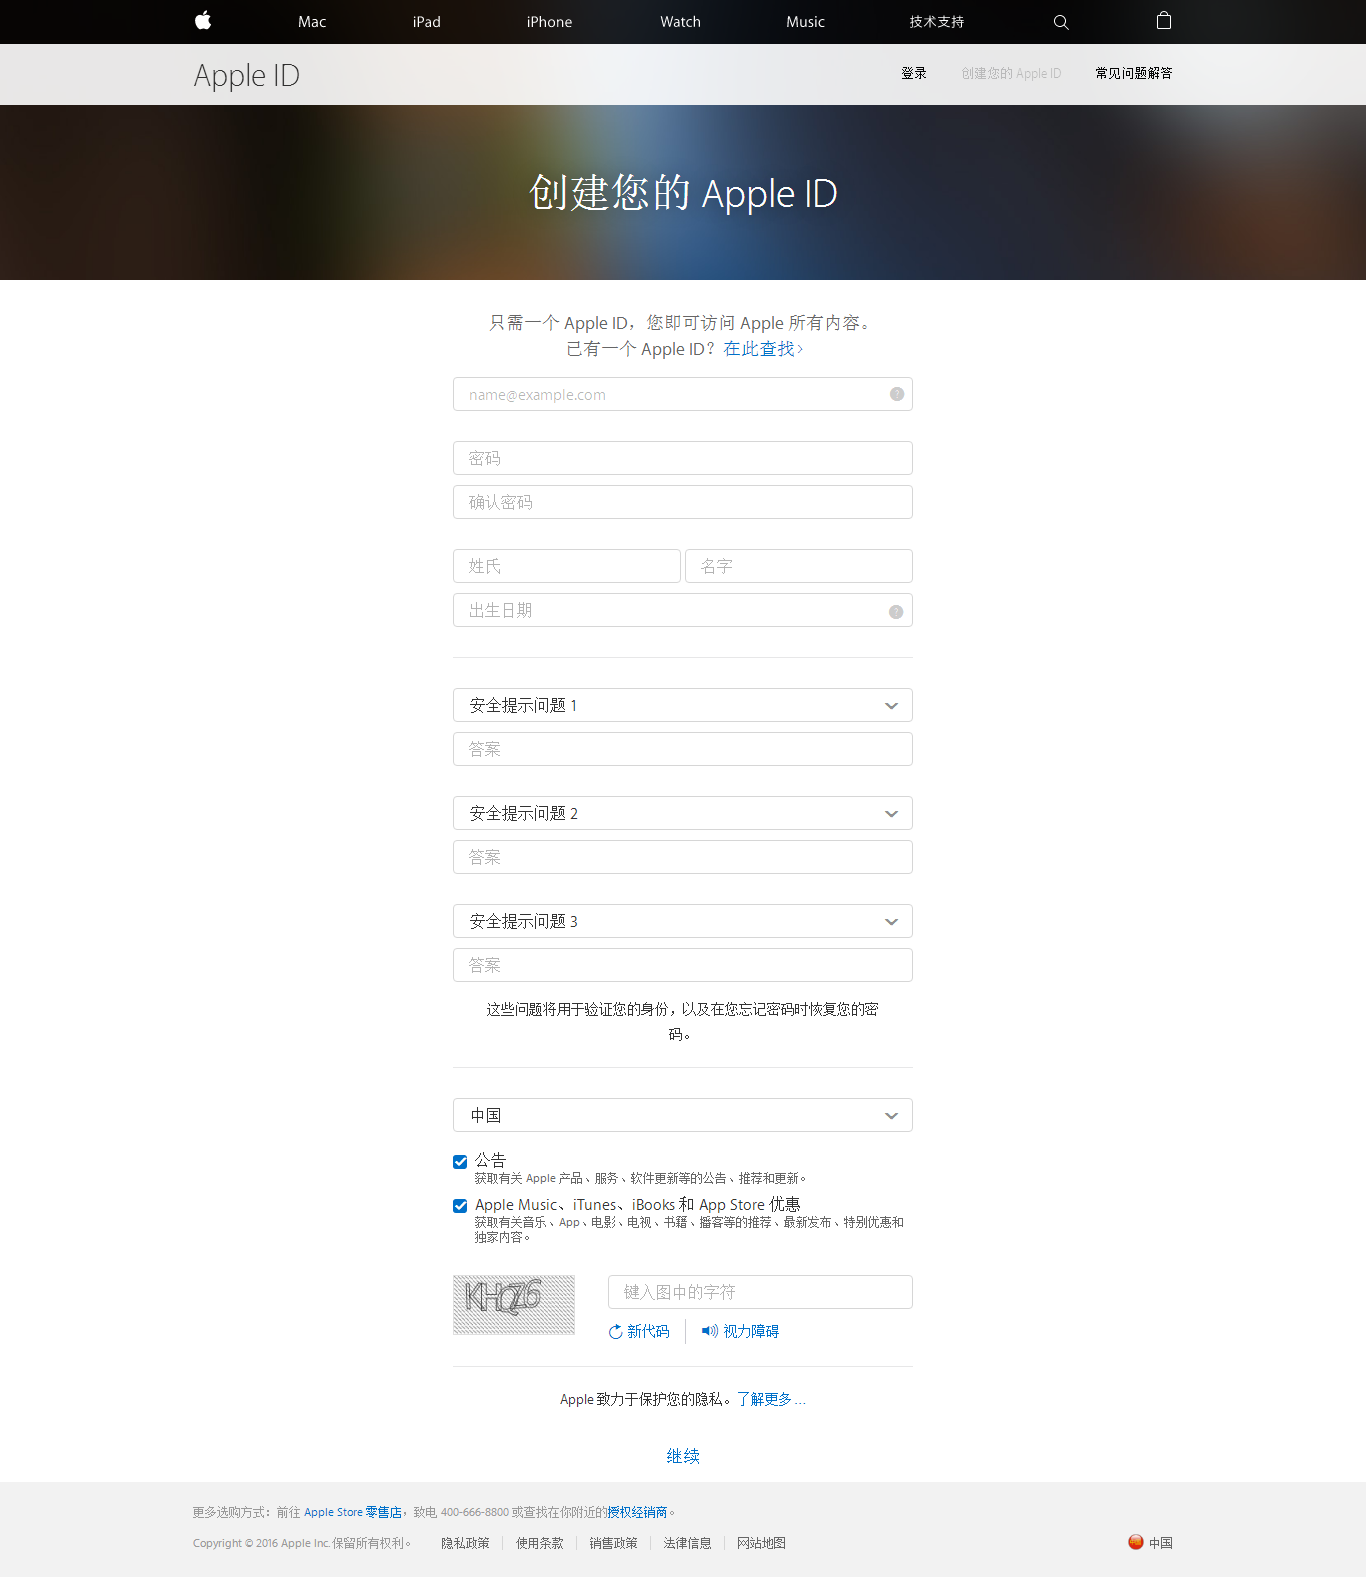 Mac iPad iPhone Watch Music 技术支持
Apple ID 登录 创建您的 Apple ID 常见问题解答
创建您的 Apple ID
只需一个 Apple ID，您即可访问 Apple 所有内容。
已有一个 Apple ID？在此查找
name@example.com
密码
确认密码
姓氏 名字
出生日期
安全提示问题 1
答案
安全提示问题 2
答案
安全提示问题 3
答案
这些问题将用于验证您的身份，以及在您忘记密码时恢复您的密
码。
中国
公告
获取有关 Apple 产品、服务、软件更新等的公告、推荐和更新。
Apple Music、iTunes、iBooks 和 App Store 优惠
获取有关音乐、App、电影、电视、书籍、播客等的推荐、最新发布、特别优惠和
独家内容。
KHQZ6 键入图中的字符
新代码 视力障碍
Apple 致力于保护您的隐私。了解更多 ...
继续
更多选购方式：前往 Apple Store 零售店，致电 400-666-8800 或查找在你附近的授权经销商。
Copyright © 2016 Apple Inc. 保留所有权利。 隐私政策 使用条款 销售政策 法律信息 网站地图 中国